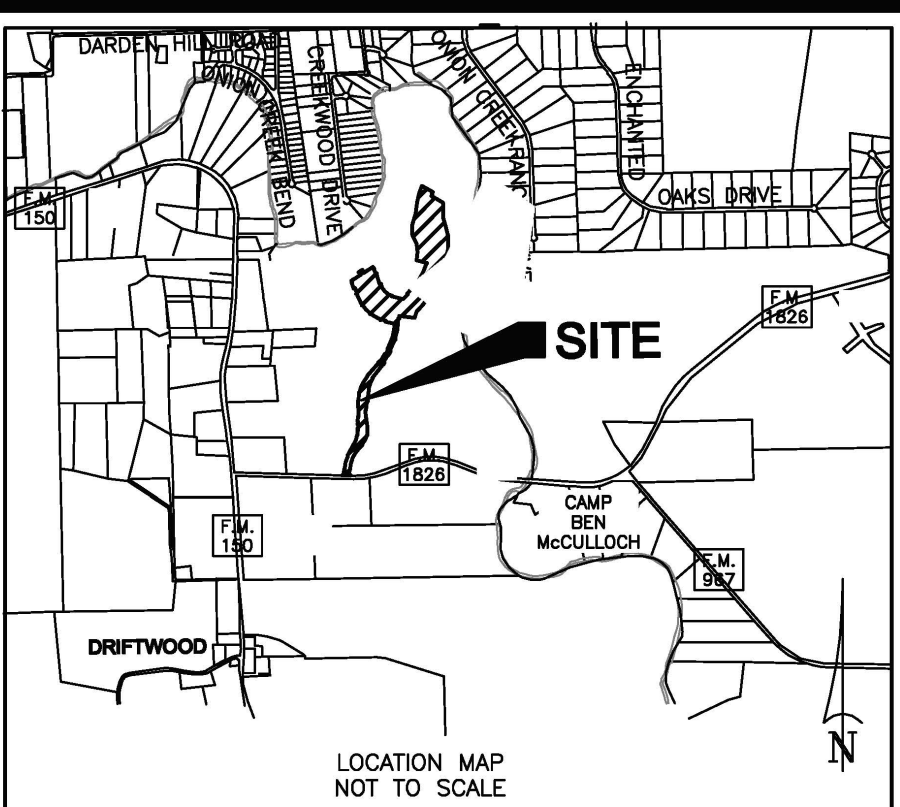 DARDEN HILL ROAD
ONION CREEK BEND
CREEKWOOD DRIVE
ONION CREEK RANC
ENCHANTED
OAKS DRIVE
F.M.
150
F.M.
1826
SITE
F.M.
1826
CAMP
BEN
McCULLOCH
F.M.
150
F.M.
967
DRIFTWOOD
N
LOCATION MAP
NOT TO SCALE